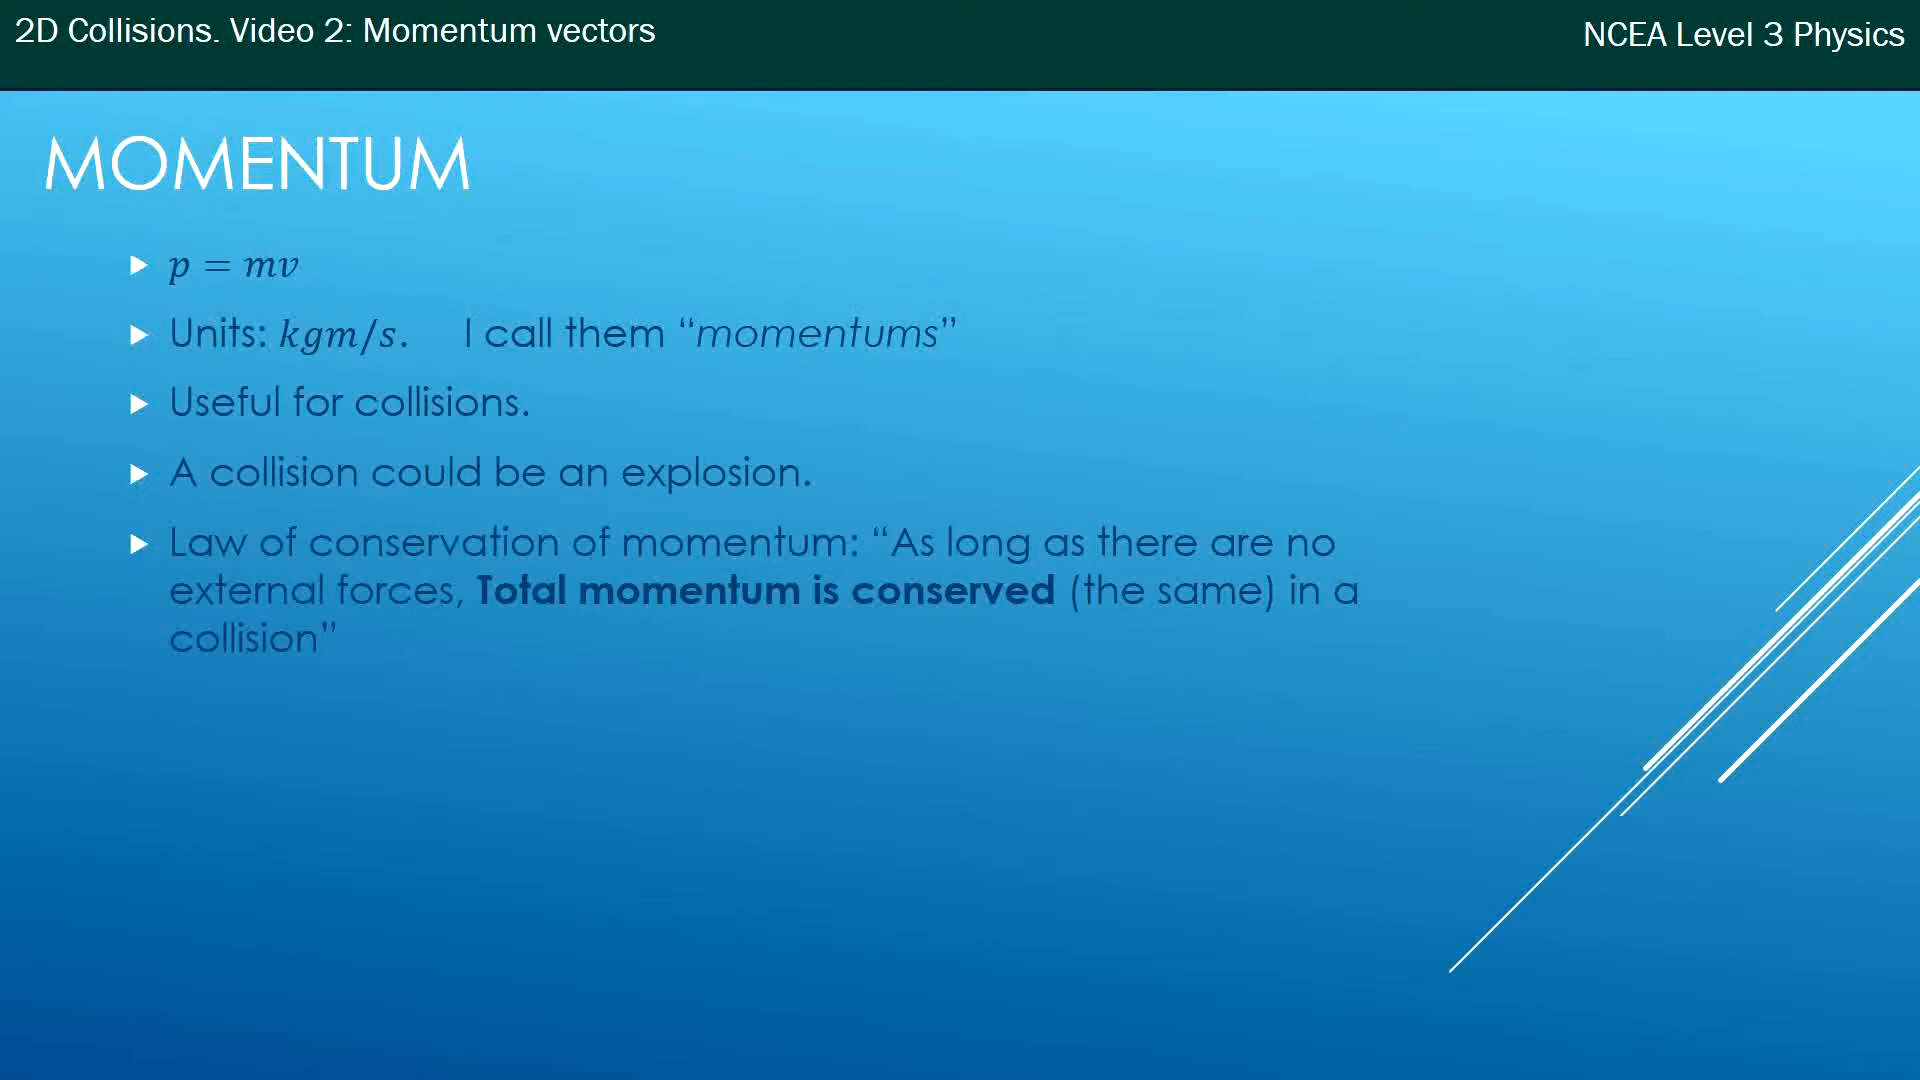 2D Collisions. Video 2: Momentum vectors
NCEA Level 3 Physics
MOMENTUM
p = mv
Units: kgm/s. I call them “momentums”
Useful for collisions.
A collision could be an explosion.
Law of conservation of momentum: “As long as there are no
external forces, Total momentum is conserved (the same) in a
collision”